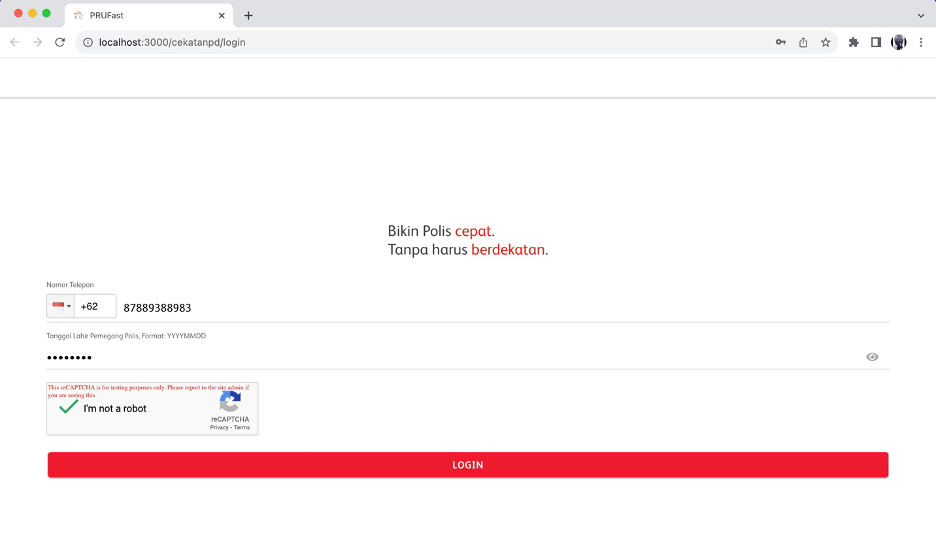 PRUFast
localhost:3000/cekatanpd/login
Bikin Polis cepat.
Tanpa harus berdekatan.
Nomor Telepon
+62 87889388983
Tanggal Lahir Pemegang Polis, Format: YYYYMMDD
This reCAPTCHA is for testing purposes only. Please report to the site admin if
you are seeing this.
I'm not a robot
reCAPTCHA
Privacy - Terms
LOGIN